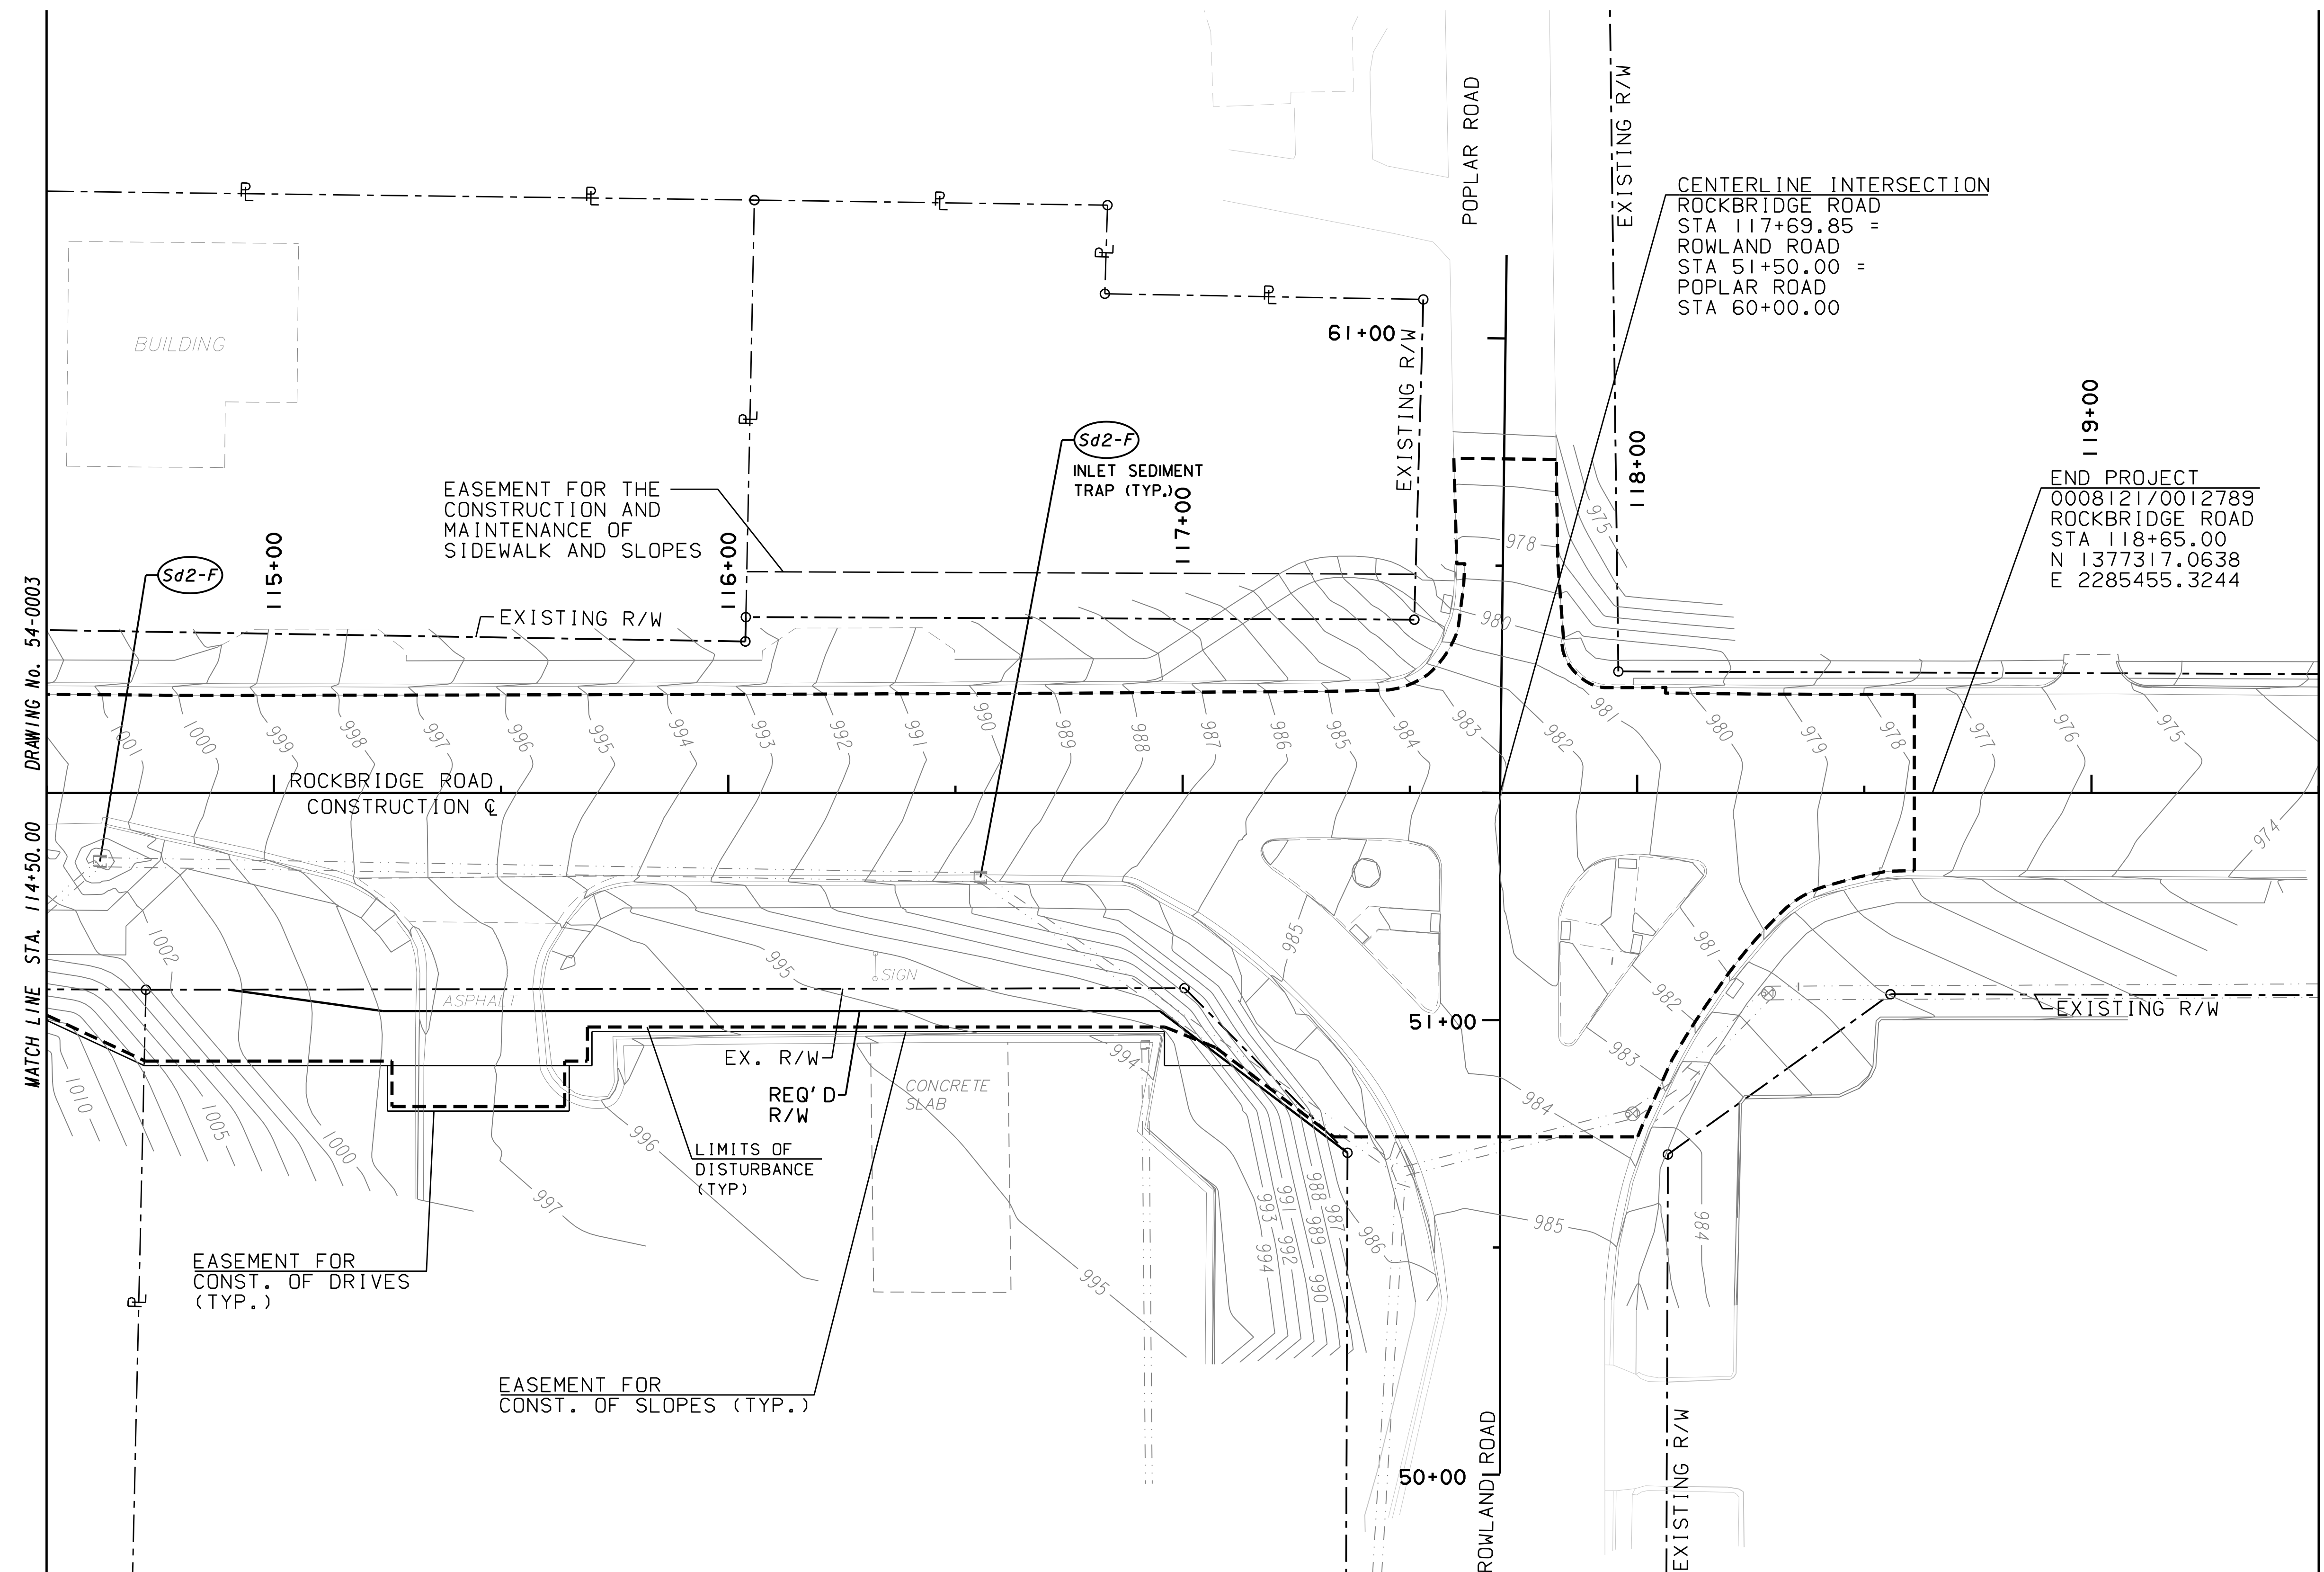 POPLAR ROAD
EXISTING R/W
CENTERLINE INTERSECTION
ROCKBRIDGE ROAD
STA 117+69.85 =
ROWLAND ROAD
STA 51+50.00 =
POPLAR ROAD
STA 60+00.00
PL
PL
PL
PL
PL
PL
BUILDING
61+00
EXISTING R/W
Sd2-F
INLET SEDIMENT
TRAP (TYP.)
EASEMENT FOR THE
CONSTRUCTION AND
MAINTENANCE OF
SIDEWALK AND SLOPES
END PROJECT
0008121/0012789
ROCKBRIDGE ROAD
STA 118+65.00
N 1377317.0638
E 2285455.3244
115+00
116+00
117+00
118+00
119+00
Sd2-F
EXISTING R/W
975
978
980
MATCH LINE STA. 114+50.00 DRAWING No. 54-0003
1001
1000
999
998
997
996
995
994
993
992
991
990
989
988
987
986
985
984
983
982
981
980
979
978
977
976
975
974
ROCKBRIDGE ROAD
CONSTRUCTION CL
1002
995
SIGN
ASPHALT
985
981
982
983
984
51+00
EXISTING R/W
EX. R/W
REQ'D
R/W
994
CONCRETE
SLAB
1010
1005
1000
996
997
LIMITS OF
DISTURBANCE
(TYP)
993
991
988
987
994
992
989
990
986
985
984
995
EASEMENT FOR
CONST. OF DRIVES
(TYP.)
EASEMENT FOR
CONST. OF SLOPES (TYP.)
50+00
ROWLAND ROAD
EXISTING R/W